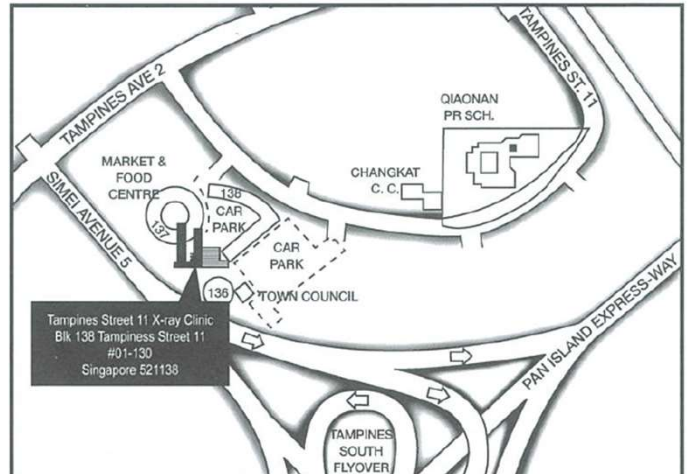 TAMPINES AVE 2
TAMPINES ST. 11
QIAONAN
PR SCH.
MARKET &
FOOD
CENTRE
CHANGKAT
C. C.
138
CAR
PARK
137
SIMEI AVENUE 5
CAR
PARK
136
TOWN COUNCIL
PAN ISLAND EXPRESS-WAY
Tampines Street 11 X-ray Clinic
Blk 138 Tampiness Street 11
#01-130
Singapore 521138
TAMPINES
SOUTH
FLYOVER